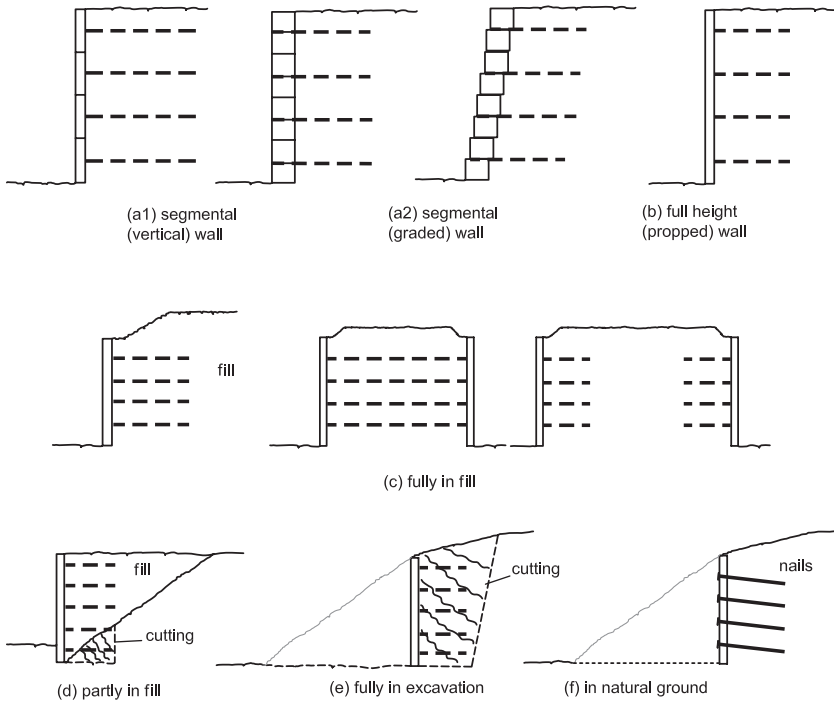 (a1) segmental
(vertical) wall
(a2) segmental
(graded) wall
(b) full height
(propped) wall
fill
(c) fully in fill
fill
cutting
(d) partly in fill
cutting
(e) fully in excavation
nails
(f) in natural ground